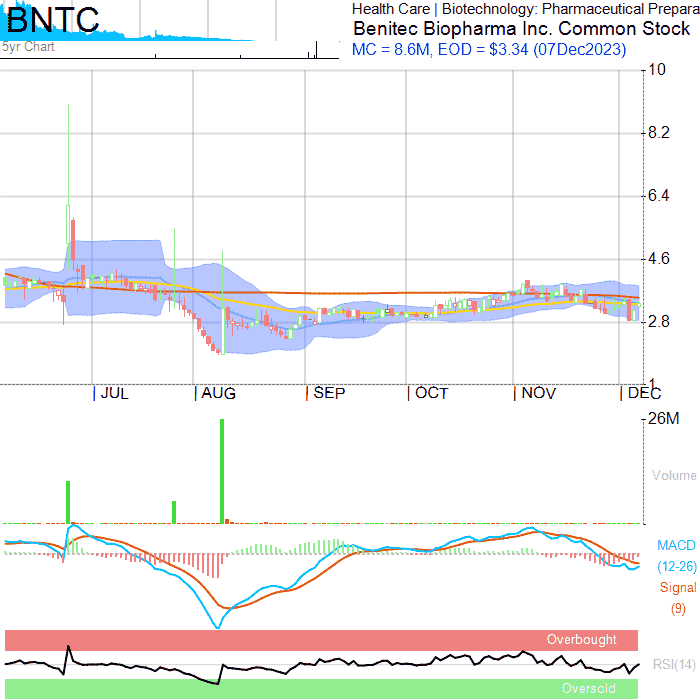 BNTC
5yr Chart
Health Care | Biotechnology: Pharmaceutical Prepara
Benitec Biopharma Inc. Common Stock
MC = 8.6M, EOD = $3.34 (07Dec2023)
10
8.2
6.4
4.6
2.8
1
JUL AUG SEP OCT NOV DEC
26M
Volume
MACD
(12-26)
Signal
(9)
Overbought
RSI(14)
Oversold